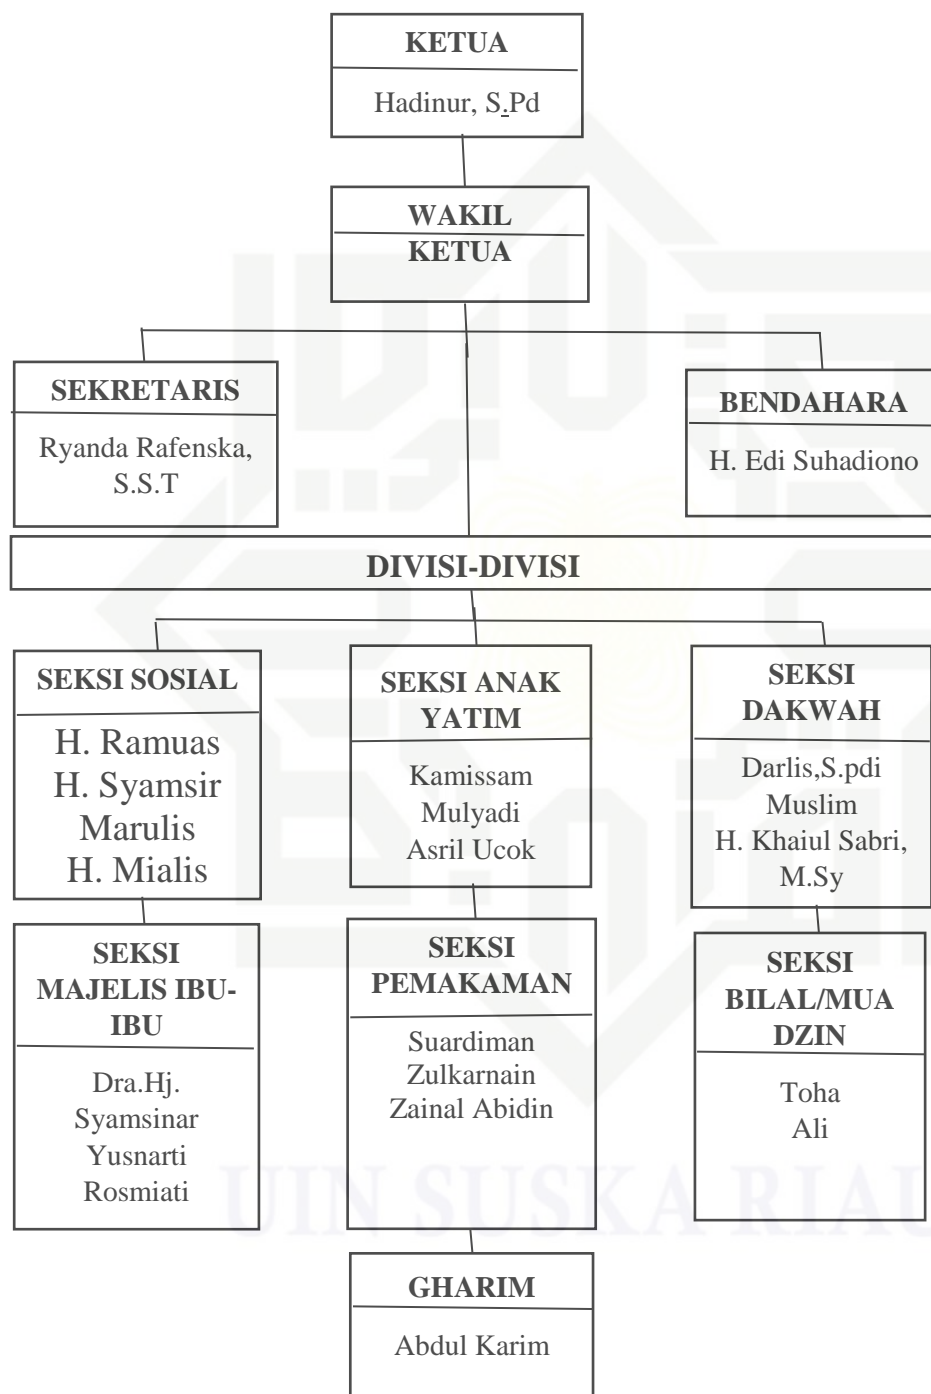 KETUA
Hadinur, S.Pd
WAKIL
KETUA
SEKRETARIS
Ryanda Rafenska,
S.S.T
BENDAHARA
H. Edi Suhadiono
DIVISI-DIVISI
SEKSI SOSIAL
H. Ramuas
H. Syamsir
Marulis
H. Mialis
SEKSI ANAK
YATIM
Kamissam
Mulyadi
Asril Ucok
SEKSI
DAKWAH
Darlis,S.pdi
Muslim
H. Khaiul Sabri,
M.Sy
SEKSI
MAJELIS IBU-
IBU
Dra.Hj.
Syamsinar
Yusnarti
Rosmiati
SEKSI
PEMAKAMAN
Suardiman
Zulkarnain
Zainal Abidin
SEKSI
BILAL/MUA
DZIN
Toha
Ali
UIN SUSKA RIAU
GHARIM
Abdul Karim